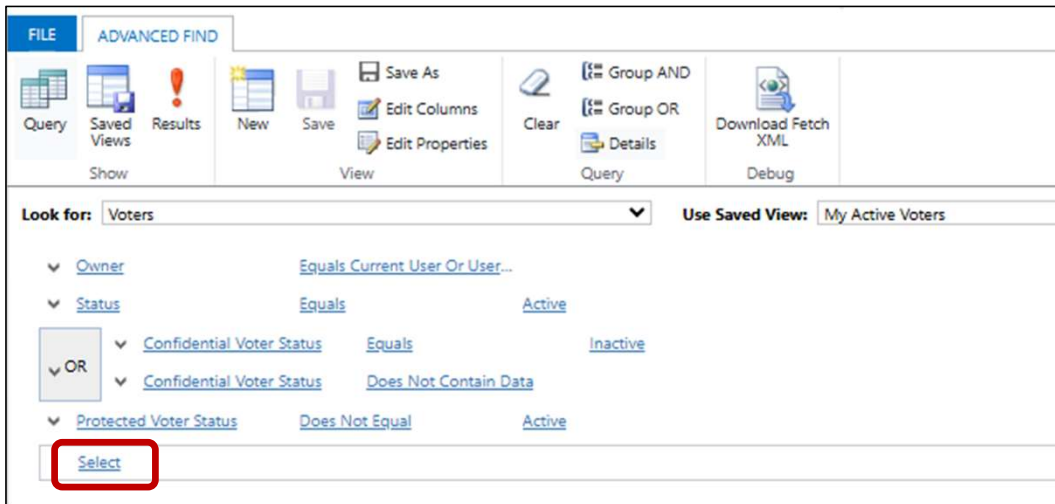 FILE ADVANCED FIND
Query Saved Views Results New Save Save As Edit Columns Edit Properties Clear Group AND Group OR Details Download Fetch XML
Show View Query Debug
Look for: Voters Use Saved View: My Active Voters
Owner Equals Current User Or User...
Status Equals Active
OR
Confidential Voter Status Equals Inactive
Confidential Voter Status Does Not Contain Data
Protected Voter Status Does Not Equal Active
Select